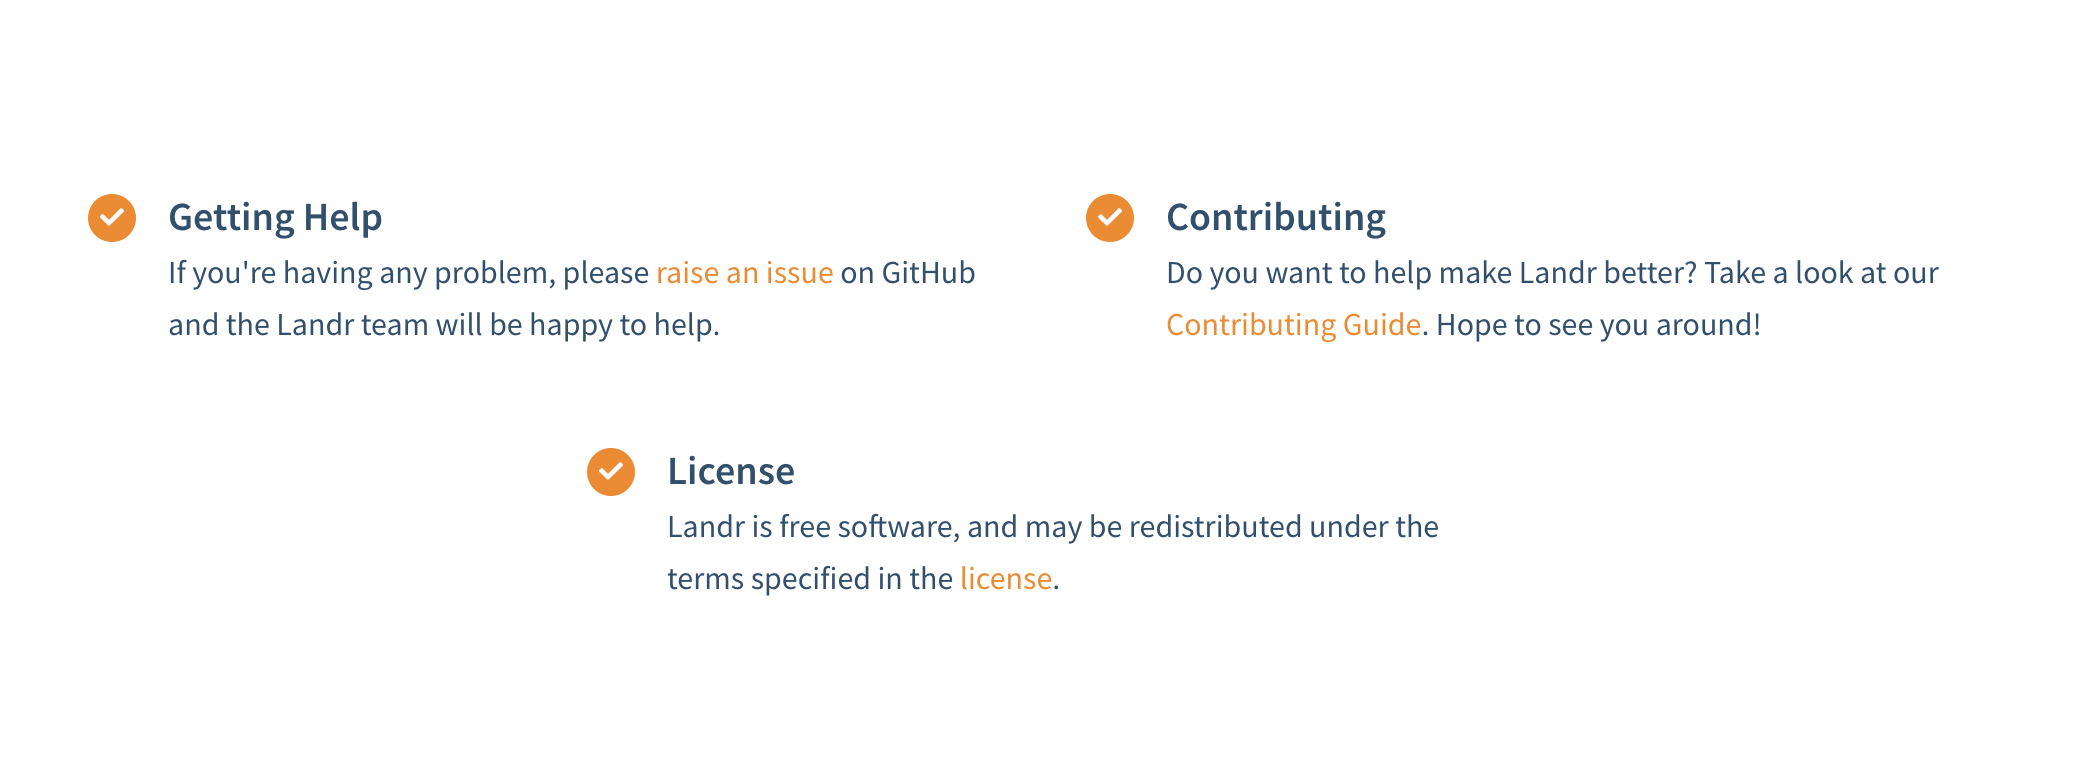 Getting Help
If you're having any problem, please raise an issue on GitHub
and the Landr team will be happy to help.
Contributing
Do you want to help make Landr better? Take a look at our
Contributing Guide. Hope to see you around!
License
Landr is free software, and may be redistributed under the
terms specified in the license.